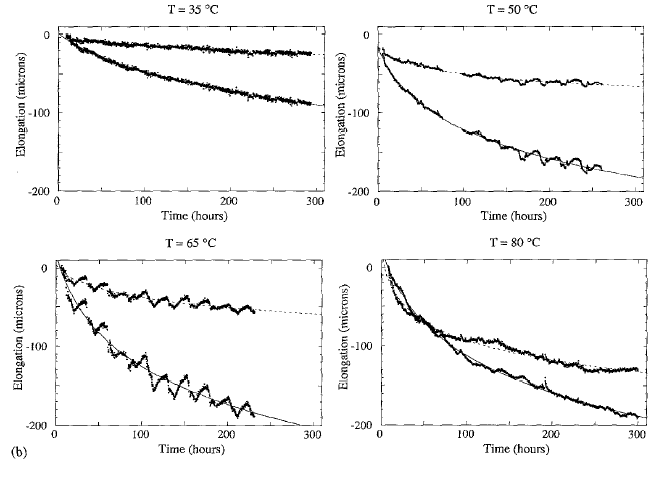 T = 35 °C
T = 50 °C
0
-100
-200
Elongation (microns)
0 100 200 300
Time (hours)
0
-100
-200
Elongation (microns)
0 100 200 300
Time (hours)
T = 65 °C
T = 80 °C
0
-100
-200
Elongation (microns)
0 100 200 300
Time (hours)
0
-100
-200
Elongation (microns)
0 100 200 300
Time (hours)
(b)